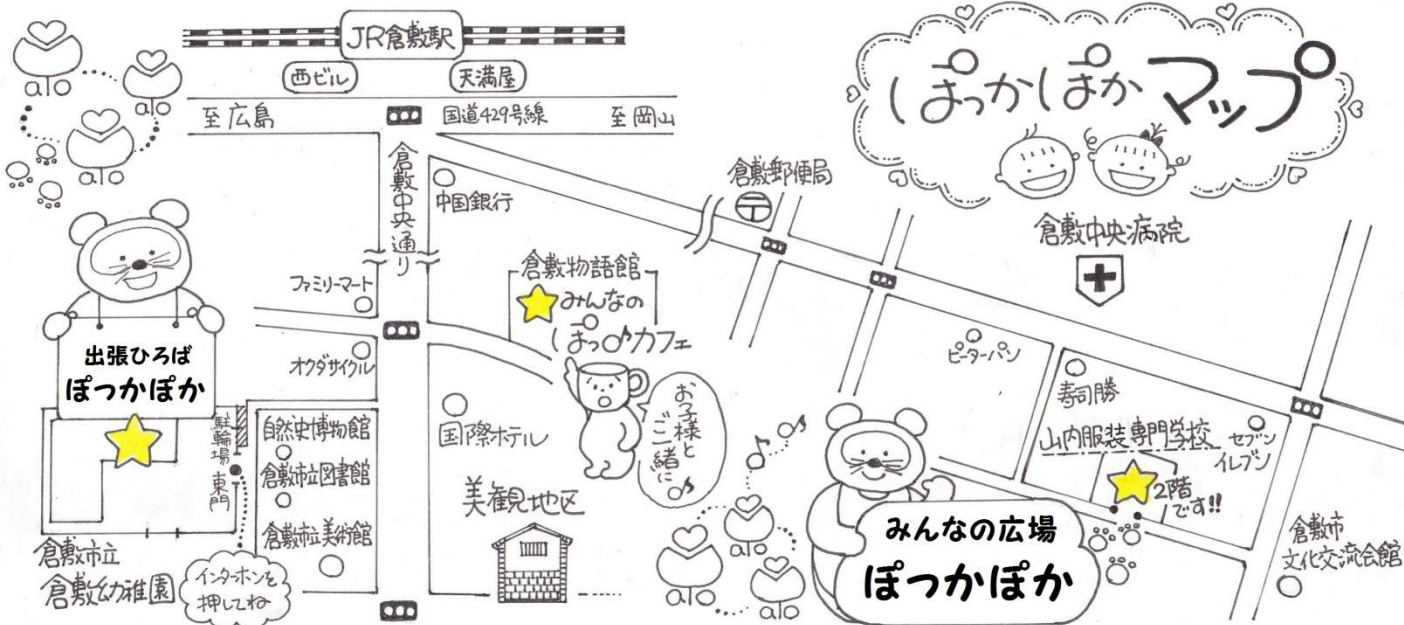 ぽっかぽかマップ
JR倉敷駅
西ビル
天満屋
至広島
国道429号線
至岡山
倉敷中央通り
中国銀行
倉敷郵便局
〒
倉敷中央病院
ファミリーマート
倉敷物語館
みんなの
ぽっ♪カフェ
オクダサイクル
ピーターパン
寿司勝
山内服装専門学校
セブン
イレブン
2階
です!!
出張ひろば
ぽっかぽか
駐輪場
東門
自然史博物館
倉敷市立図書館
倉敷市立美術館
国際ホテル
お子様と
ご一緒に
美観地区
みんなの広場
ぽっかぽか
倉敷市
文化交流会館
倉敷市立
倉敷幼稚園
インターホンを
押してね